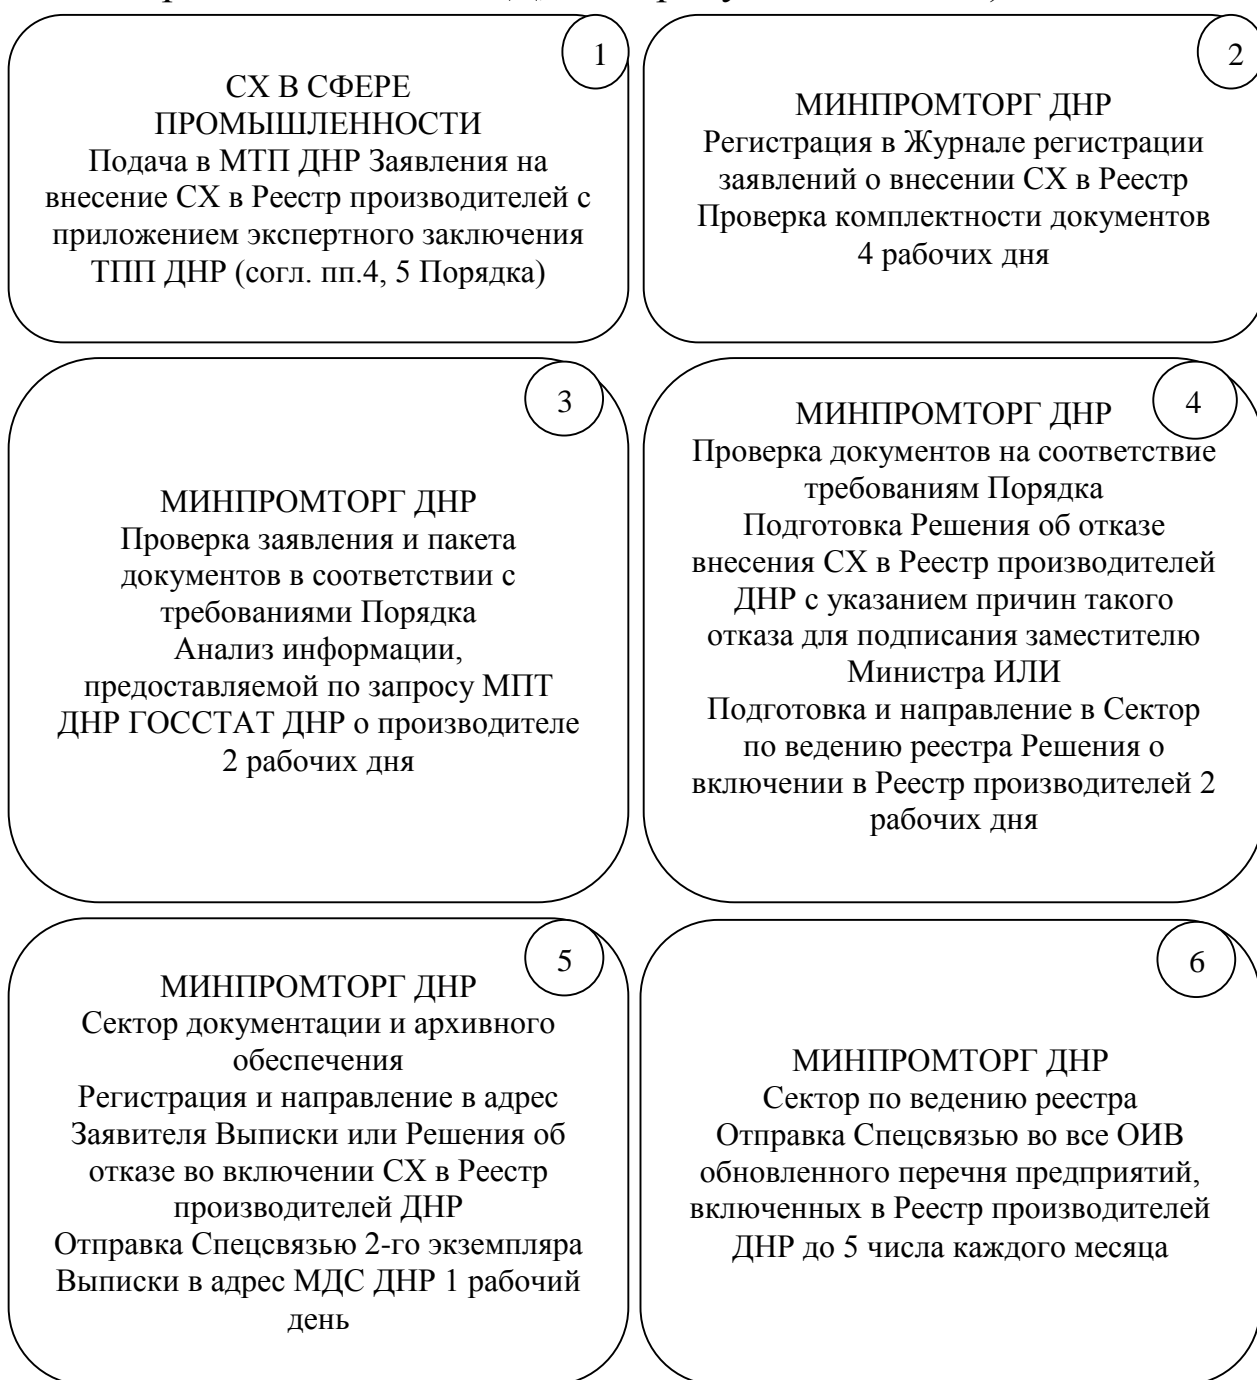 1
СХ В СФЕРЕ
ПРОМЫШЛЕННОСТИ
Подача в МТП ДНР Заявления на
внесение СХ в Реестр производителей с
приложением экспертного заключения
ТПП ДНР (согл. пп.4, 5 Порядка)
2
МИНПРОМТОРГ ДНР
Регистрация в Журнале регистрации
заявлений о внесении СХ в Реестр
Проверка комплектности документов
4 рабочих дня
3
МИНПРОМТОРГ ДНР
Проверка заявления и пакета
документов в соответствии с
требованиями Порядка
Анализ информации,
предоставляемой по запросу МПТ
ДНР ГОССТАТ ДНР о производителе
2 рабочих дня
4
МИНПРОМТОРГ ДНР
Проверка документов на соответствие
требованиям Порядка
Подготовка Решения об отказе
внесения СХ в Реестр производителей
ДНР с указанием причин такого
отказа для подписания заместителю
Министра ИЛИ
Подготовка и направление в Сектор
по ведению реестра Решения о
включении в Реестр производителей 2
рабочих дня
5
МИНПРОМТОРГ ДНР
Сектор документации и архивного
обеспечения
Регистрация и направление в адрес
Заявителя Выписки или Решения об
отказе во включении СХ в Реестр
производителей ДНР
Отправка Спецсвязью 2-го экземпляра
Выписки в адрес МДС ДНР 1 рабочий
день
6
МИНПРОМТОРГ ДНР
Сектор по ведению реестра
Отправка Спецсвязью во все ОИВ
обновленного перечня предприятий,
включенных в Реестр производителей
ДНР до 5 числа каждого месяца